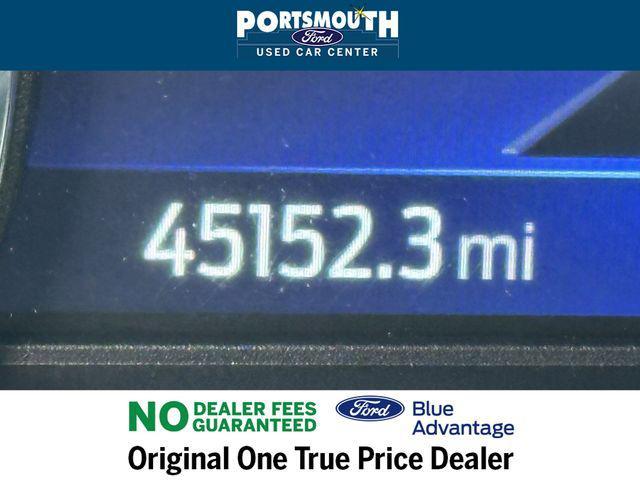 PORTSMOUTH
Ford
USED CAR CENTER
45152.3 mi
NO DEALER FEES
GUARANTEED
Ford Blue
Advantage
Original One True Price Dealer